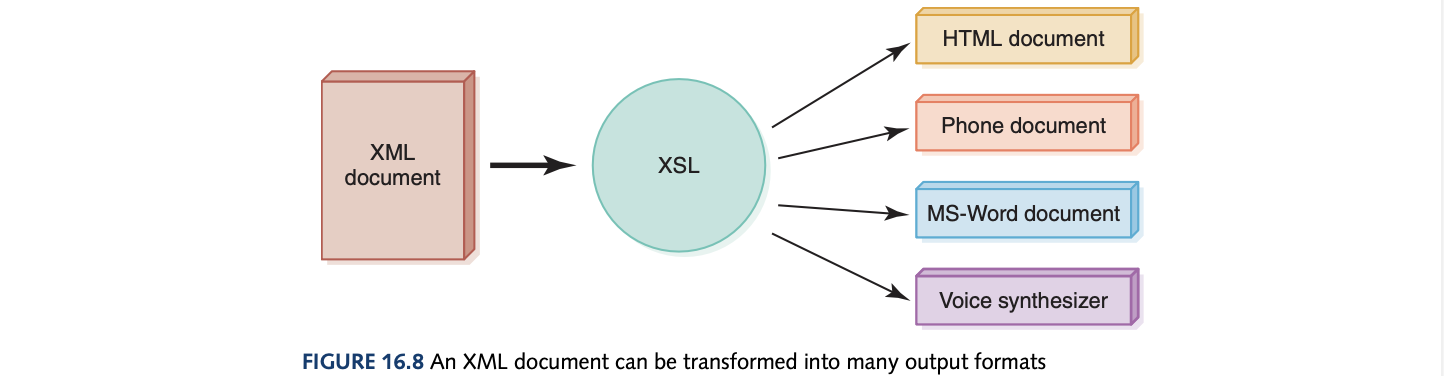 XML
document
XSL
HTML document
Phone document
MS-Word document
Voice synthesizer
FIGURE 16.8 An XML document can be transformed into many output formats